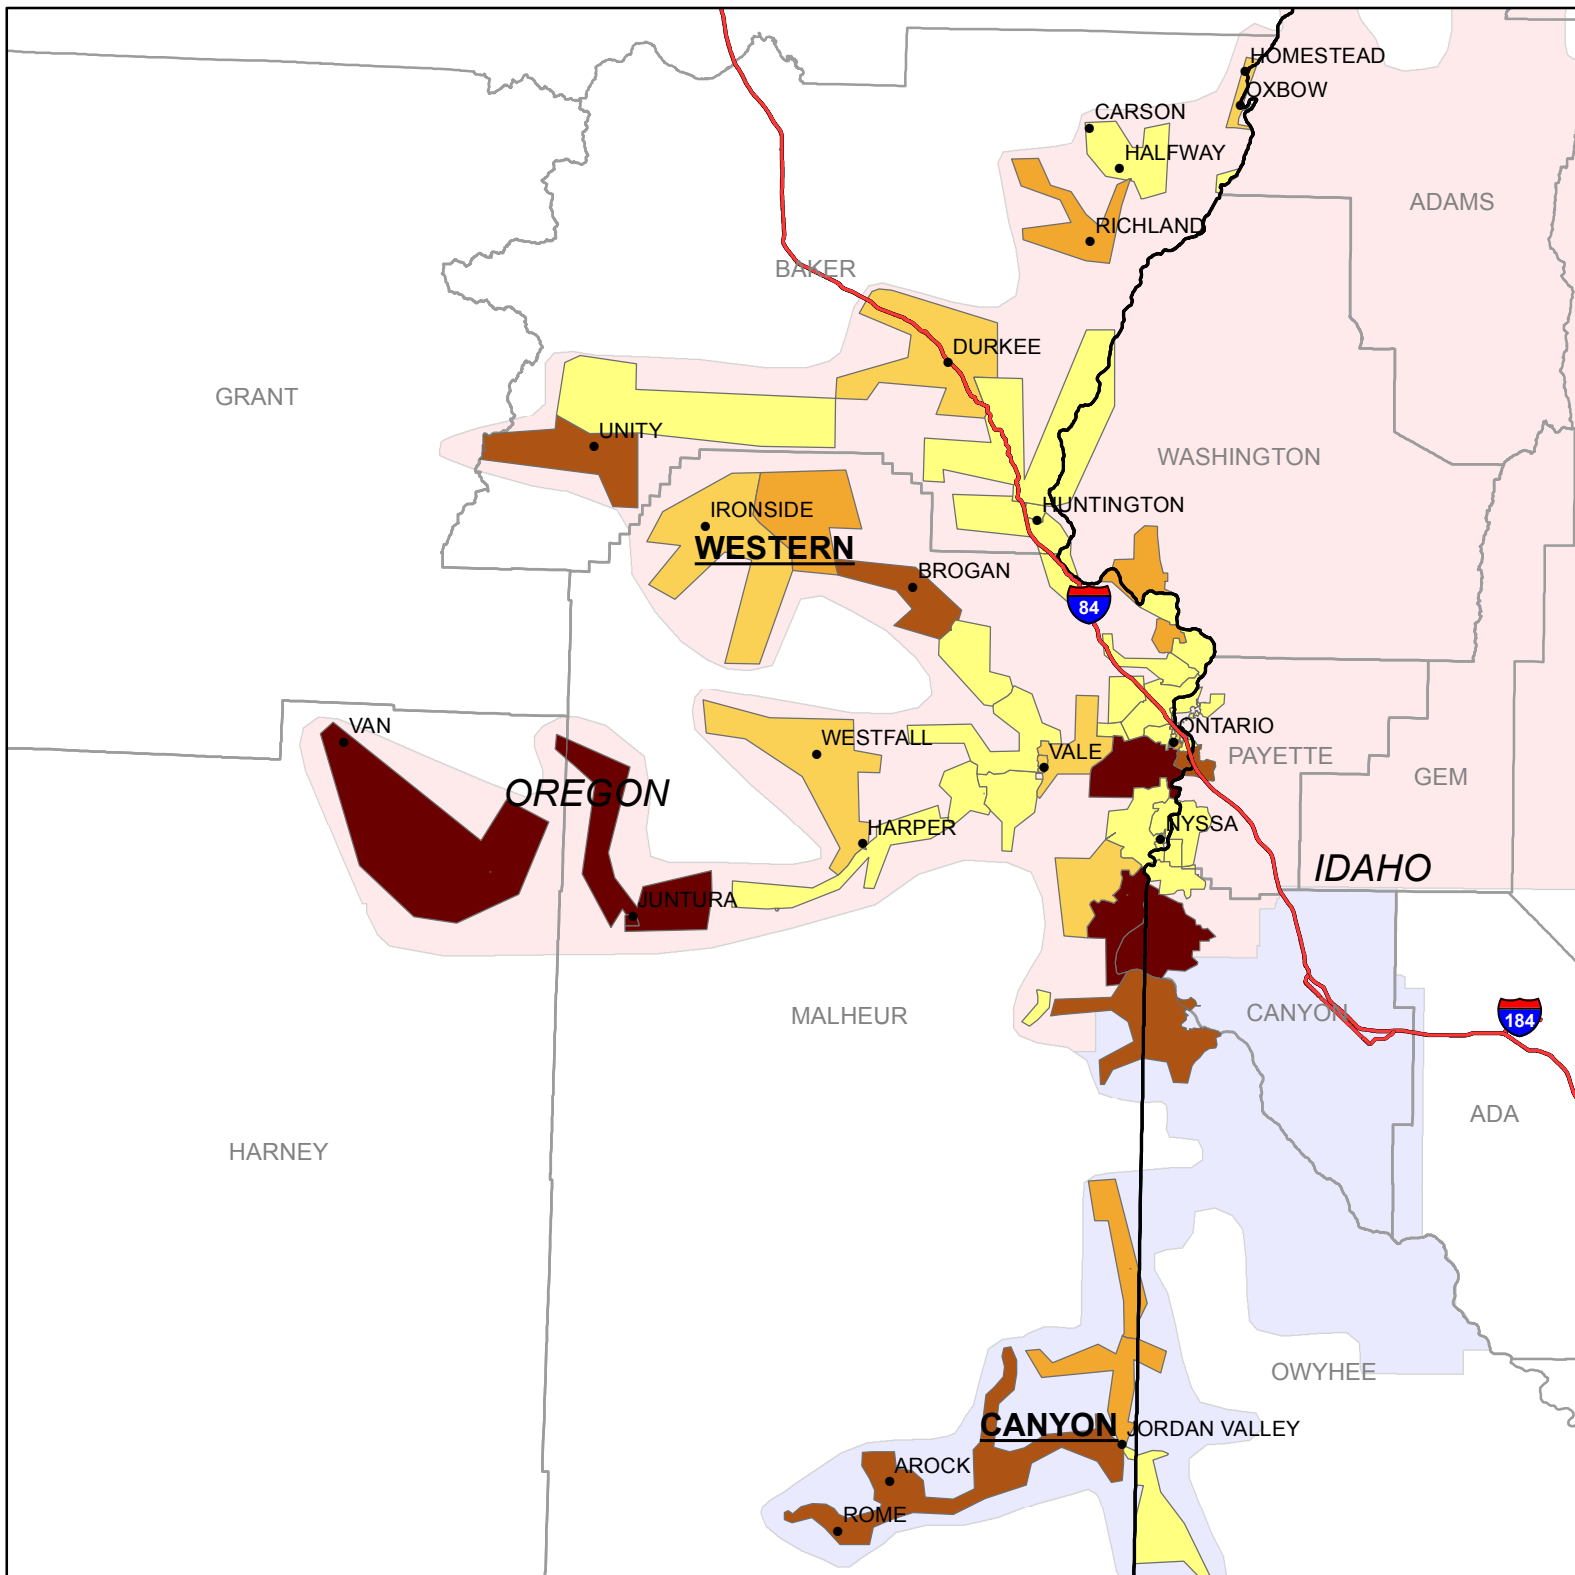 HOMESTEAD
OXBOW
CARSON
HALFWAY
ADAMS
RICHLAND
BAKER
DURKEE
GRANT
UNITY
WASHINGTON
HUNTINGTON
IRONSIDE
WESTERN
BROGAN
84
VAN
ONTARIO
WESTFALL
VALE
PAYETTE
GEM
OREGON
HARPER
NYSSA
IDAHO
JUNTURA
MALHEUR
CANYON
184
ADA
HARNEY
OWYHEE
CANYON
JORDAN VALLEY
AROCK
ROME